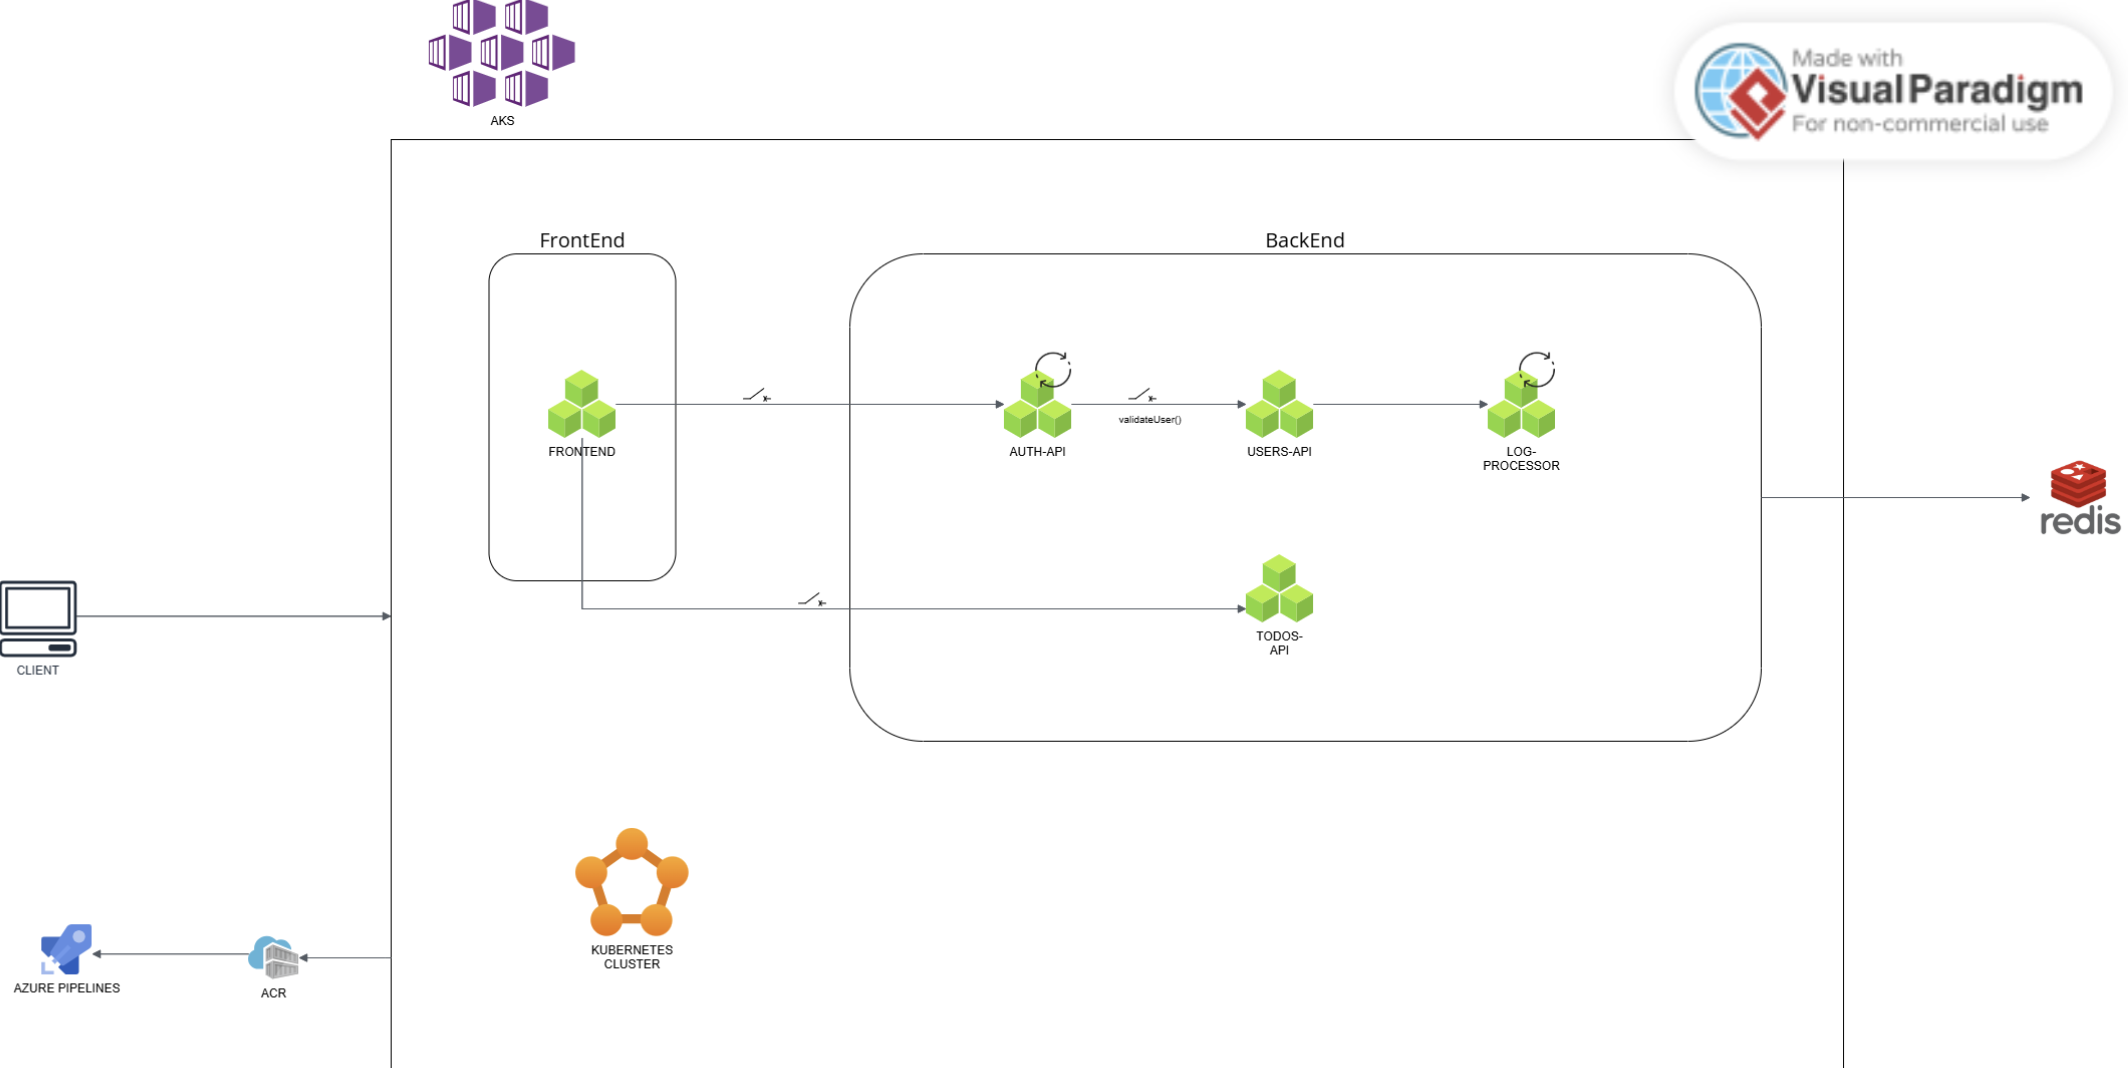 AKS
Made with
Visual Paradigm
For non-commercial use
FrontEnd
BackEnd
FRONTEND
AUTH-API
validateUser()
USERS-API
LOG-
PROCESSOR
redis
TODOS-
API
CLIENT
KUBERNETES
CLUSTER
AZURE PIPELINES
ACR